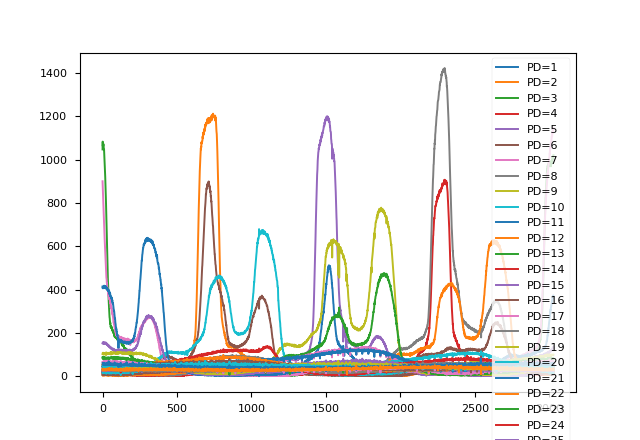 1400
1200
1000
800
600
400
200
0
0
500
1000
1500
2000
2500
PD=1
PD=2
PD=3
PD=4
PD=5
PD=6
PD=7
PD=8
PD=9
PD=10
PD=11
PD=12
PD=13
PD=14
PD=15
PD=16
PD=17
PD=18
PD=19
PD=20
PD=21
PD=22
PD=23
PD=24